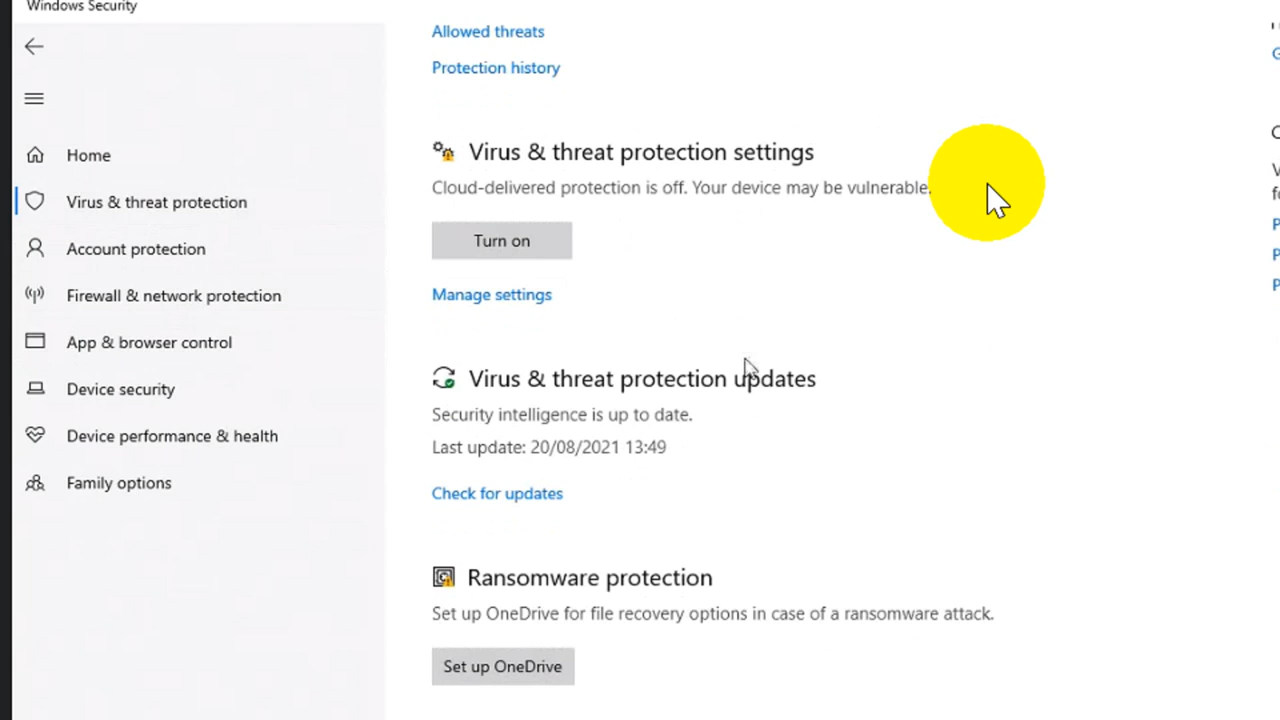 Windows Security
Allowed threats
Protection history
Home
Virus & threat protection
Account protection
Firewall & network protection
App & browser control
Device security
Device performance & health
Family options
Virus & threat protection settings
Cloud-delivered protection is off. Your device may be vulnerable.
Turn on
Manage settings
Virus & threat protection updates
Security intelligence is up to date.
Last update: 20/08/2021 13:49
Check for updates
Ransomware protection
Set up OneDrive for file recovery options in case of a ransomware attack.
Set up OneDrive